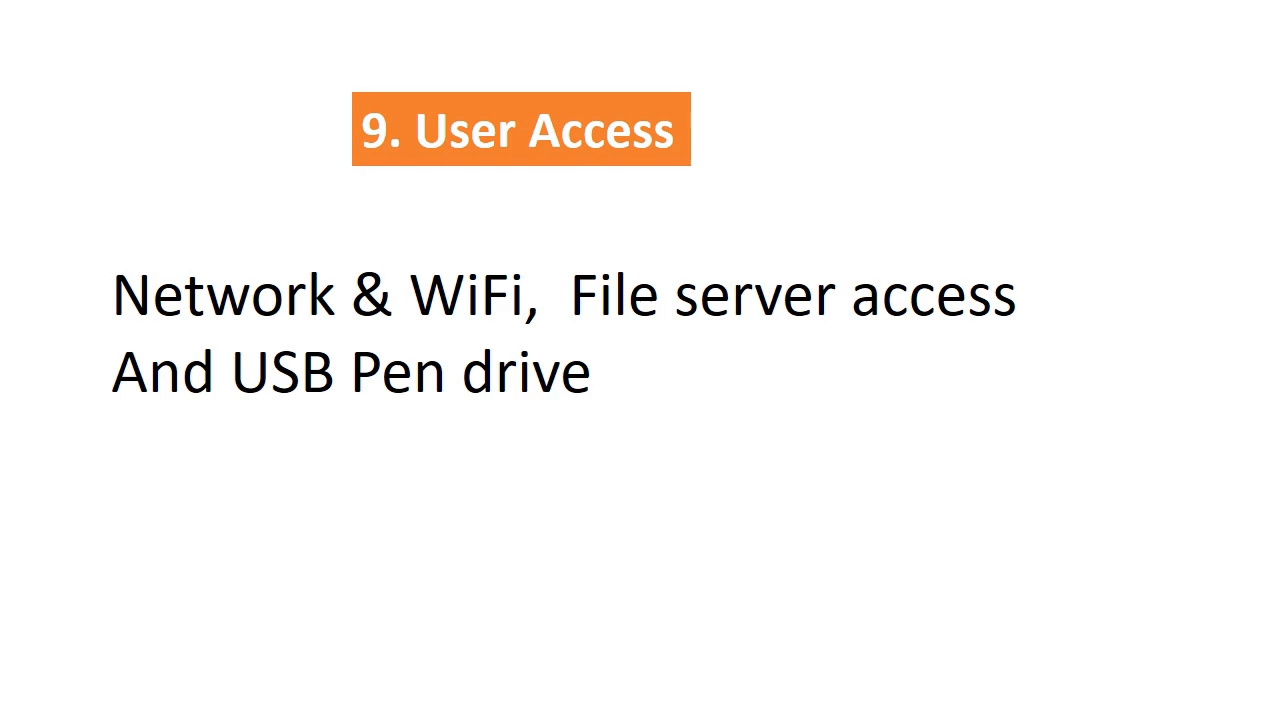 9. User Access
Network & WiFi,  File server access
And USB Pen drive